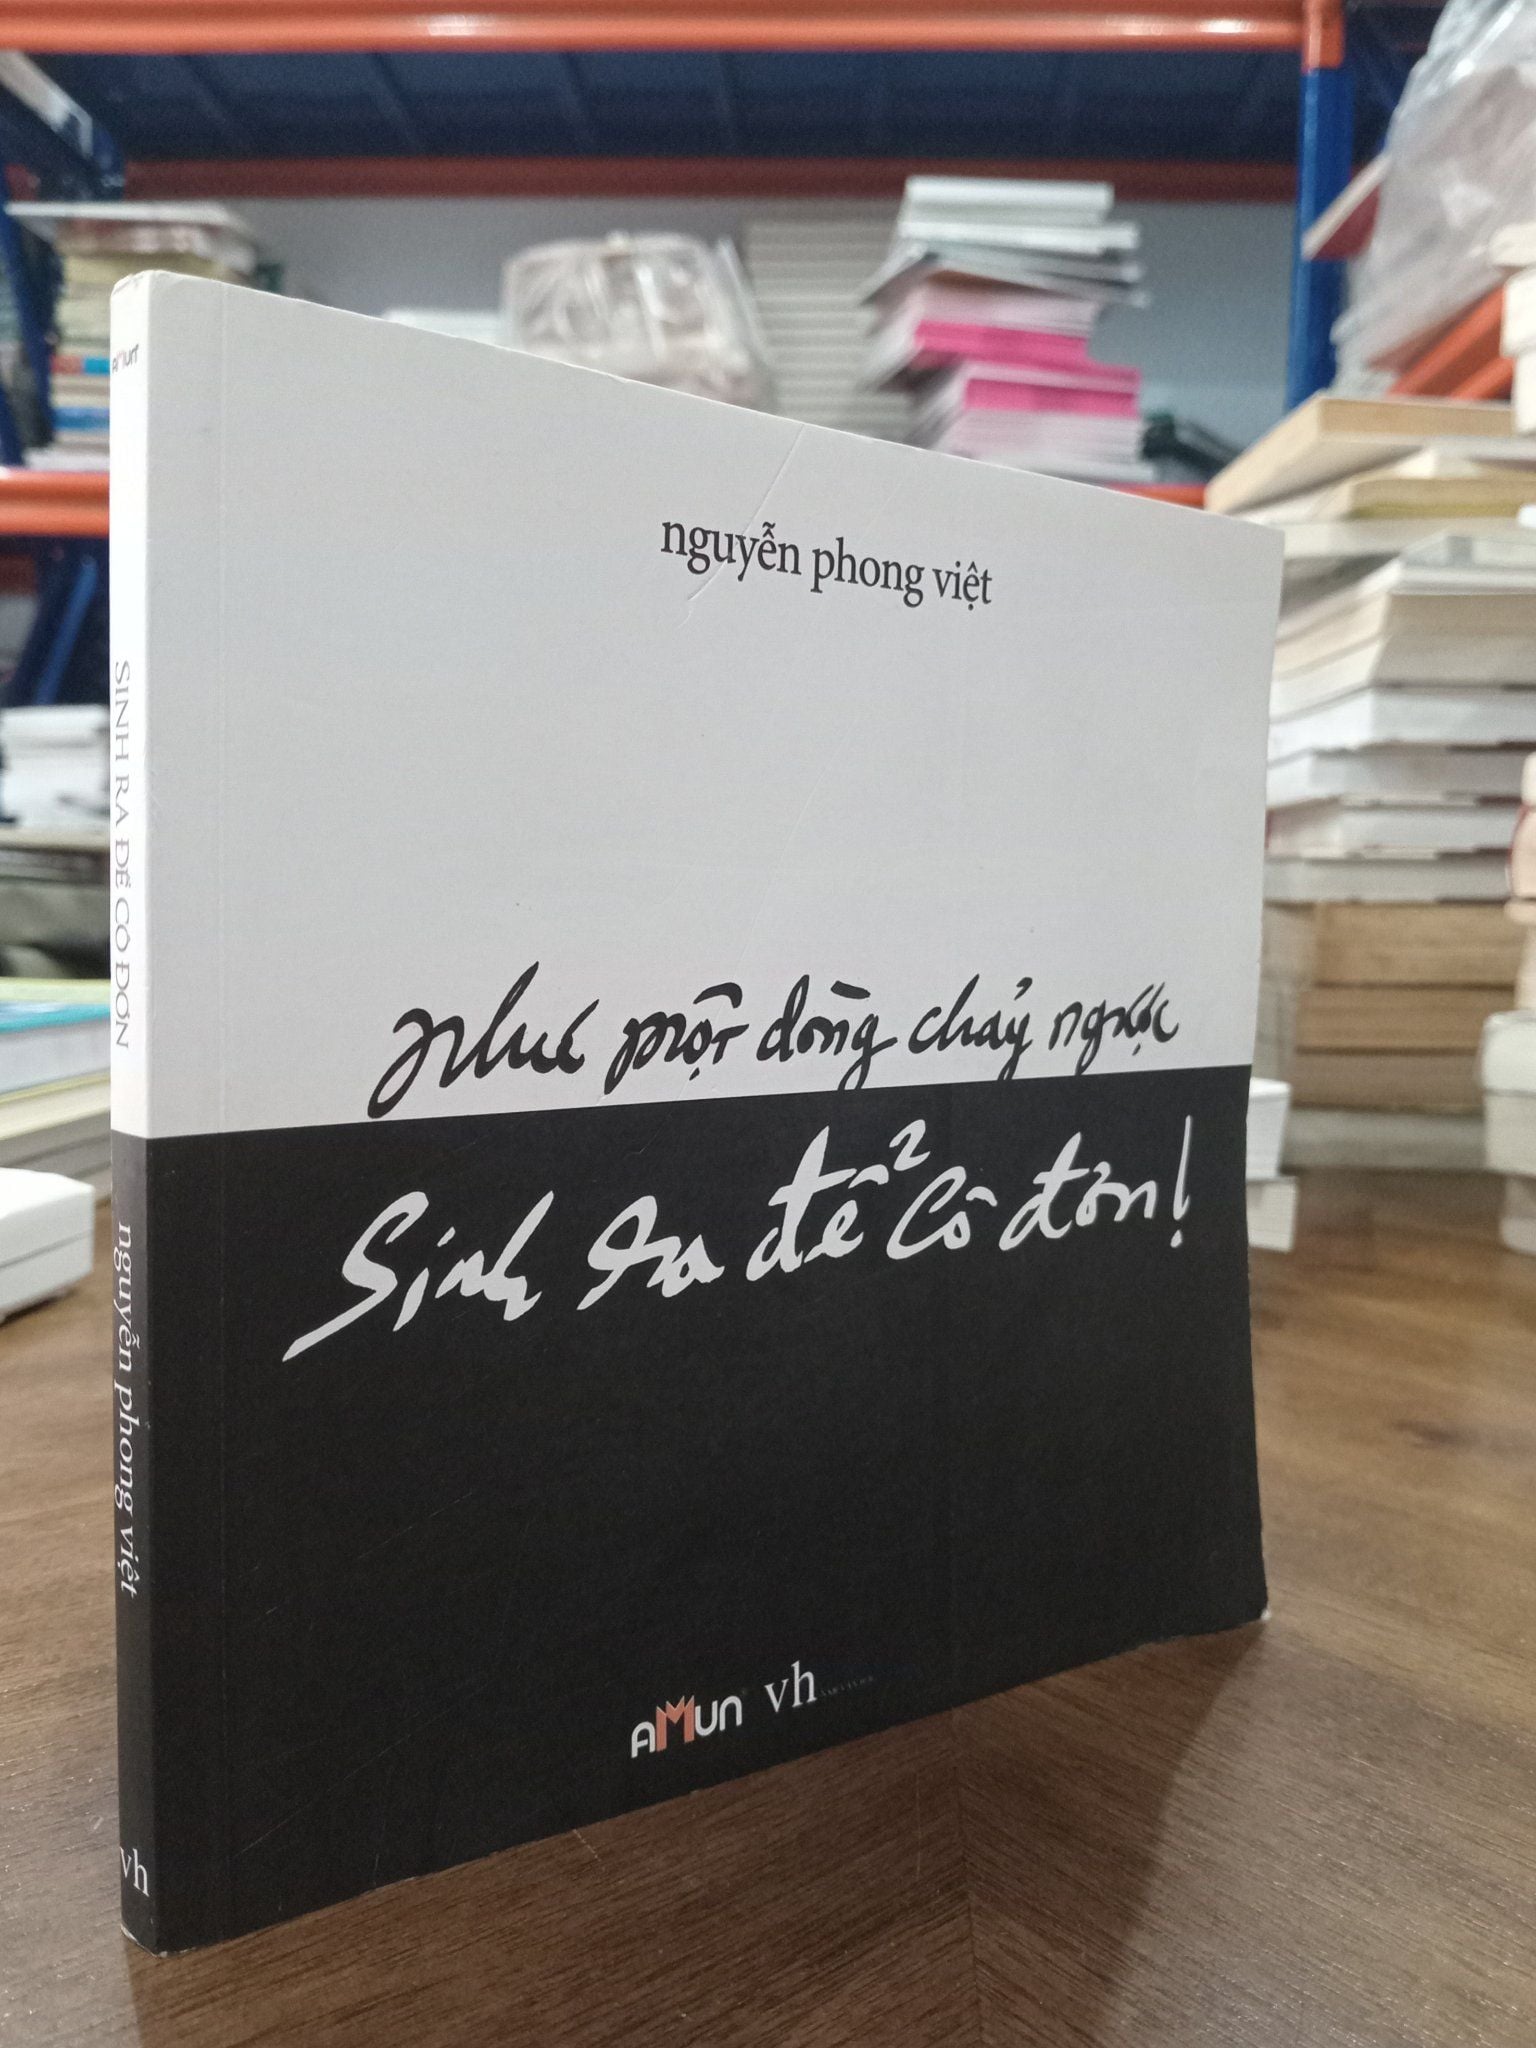 AMUN
SINH RA ĐỂ CÔ ĐƠN
nguyễn phong việt
vh
nguyễn phong việt
như một dòng chảy ngược
Sinh ra để cô đơn!
AMUN vh